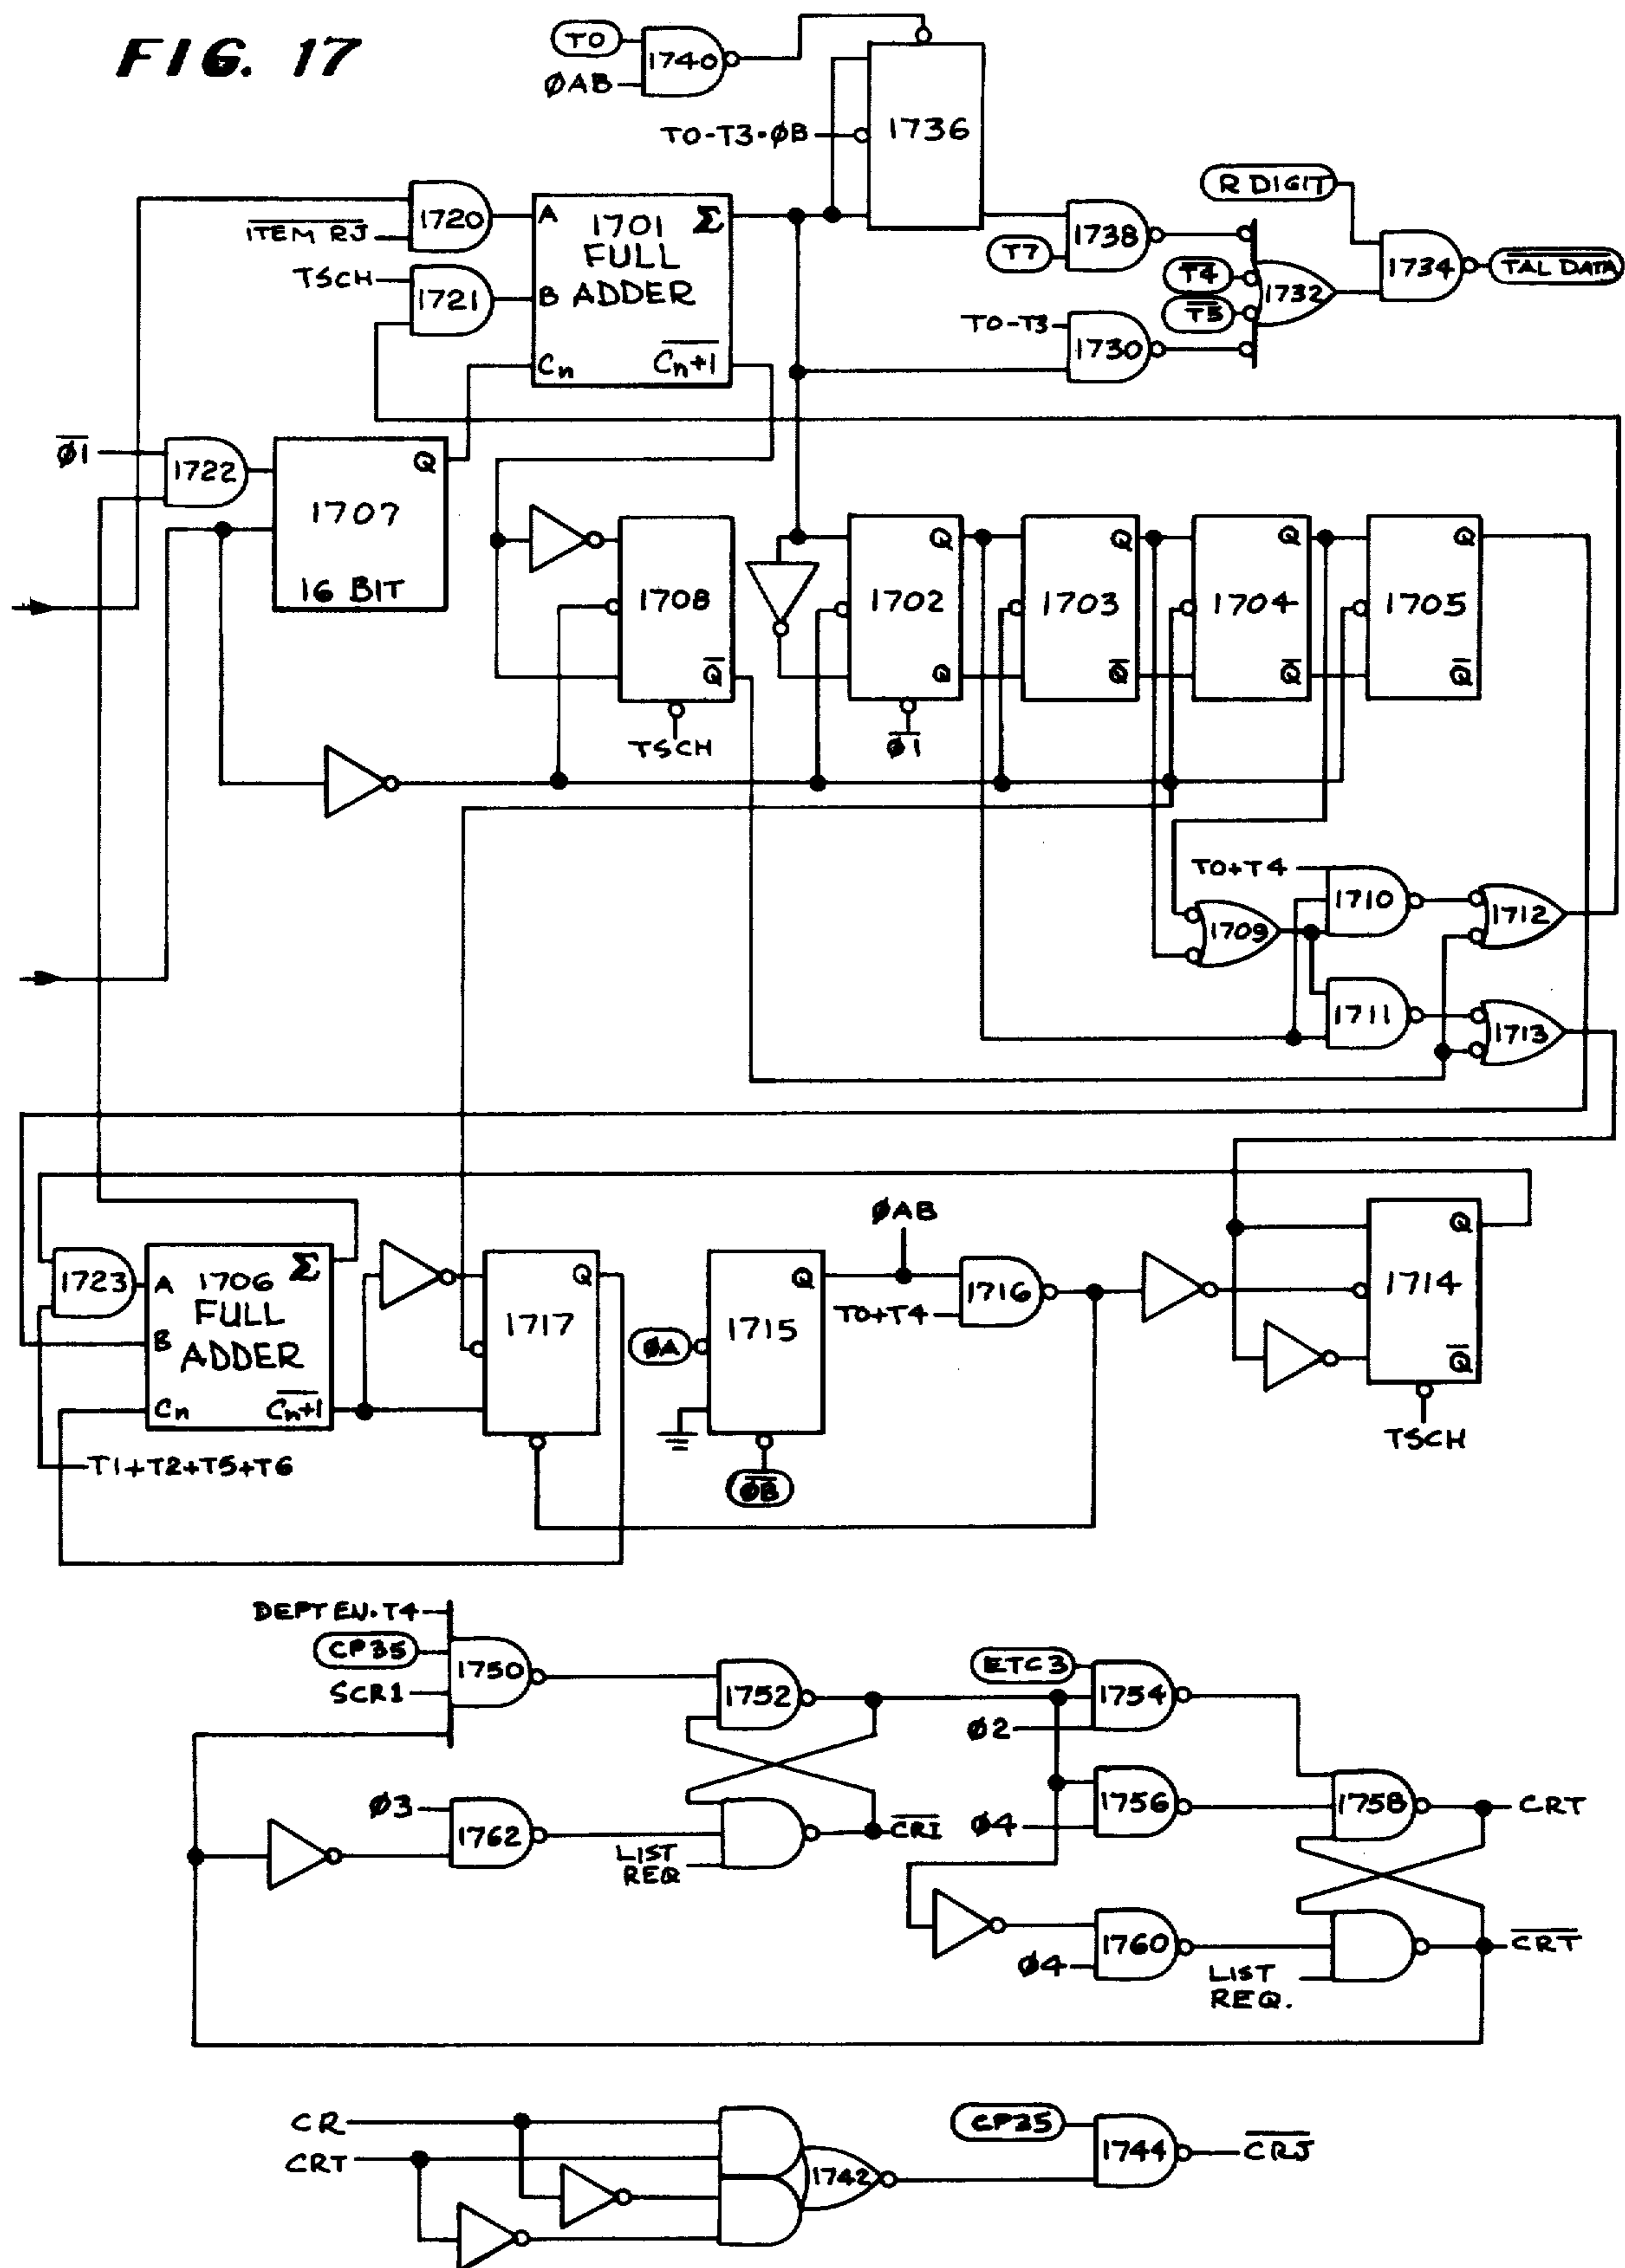 FIG. 17
T0
ØAB
1740
T0-T3·ØB
1736
R DIGIT
1720
ITEM RJ
TSCH
1721
A
B
Cn
1701
FULL
ADDER
Σ
Cn+1
T7
1738
T4
T5
1732
1734
TAL DATA
T0-T3
1730
Ø1
1722
Q
1707
16 BIT
1708
Q
TSCH
Q
1702
Q
Ø1
Q
1703
Q
Q
1704
Q
Q
1705
Q
T0+T4
1710
1712
1709
1711
1713
1723
A
B
Cn
1706
FULL
ADDER
Σ
Cn+1
T1+T2+T5+T6
Q
1717
ØAB
Q
1715
ØA
ØB
T0+T4
1716
Q
1714
Q
TSCH
DEPT EN·T4
CP35
SCR1
1750
1752
ETC3
Ø2
1754
Ø3
1762
LIST
REQ
CRI
Ø4
1756
1758
CRT
Ø4
1760
LIST
REQ.
CRT
CR
CRT
1742
CP35
1744
CRJ